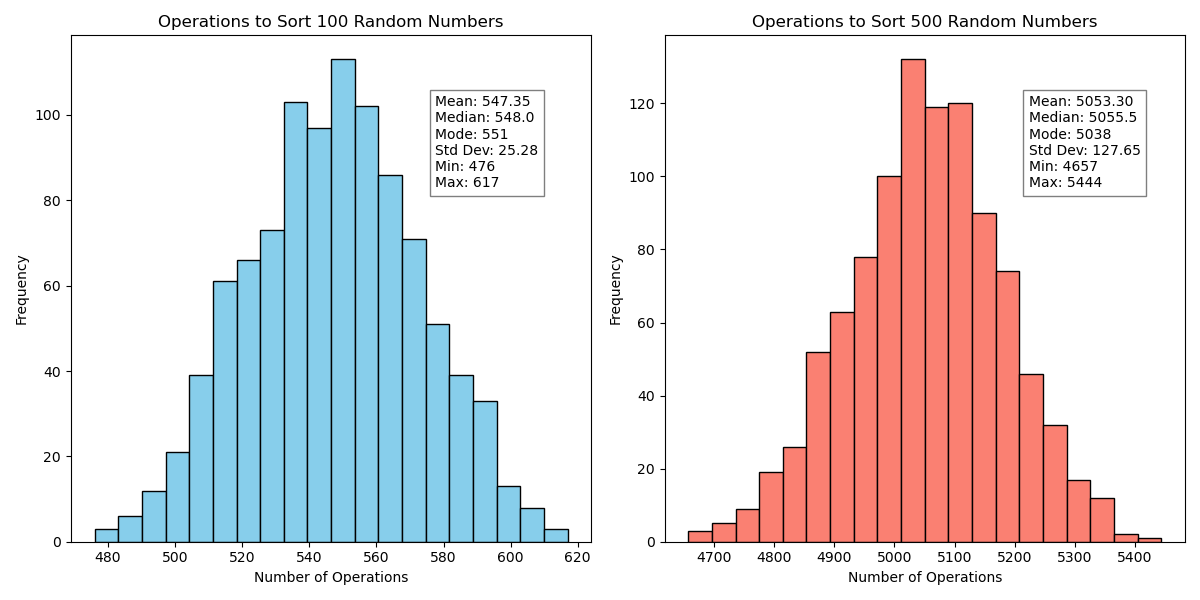 Operations to Sort 100 Random Numbers
Frequency
0
20
40
60
80
100
Mean: 547.35
Median: 548.0
Mode: 551
Std Dev: 25.28
Min: 476
Max: 617
480 500 520 540 560 580 600 620
Number of Operations
Operations to Sort 500 Random Numbers
Frequency
0
20
40
60
80
100
120
Mean: 5053.30
Median: 5055.5
Mode: 5038
Std Dev: 127.65
Min: 4657
Max: 5444
4700 4800 4900 5000 5100 5200 5300 5400
Number of Operations